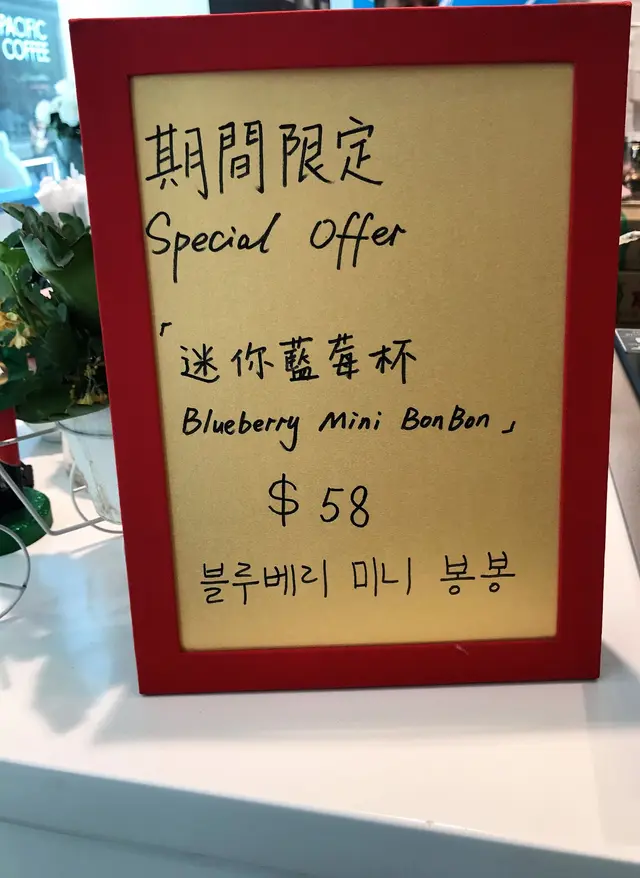 PACIFIC
COFFEE
期間限定
Special Offer
「迷你藍莓杯
Blueberry Mini BonBon」
$58
블루베리 미니 봉봉